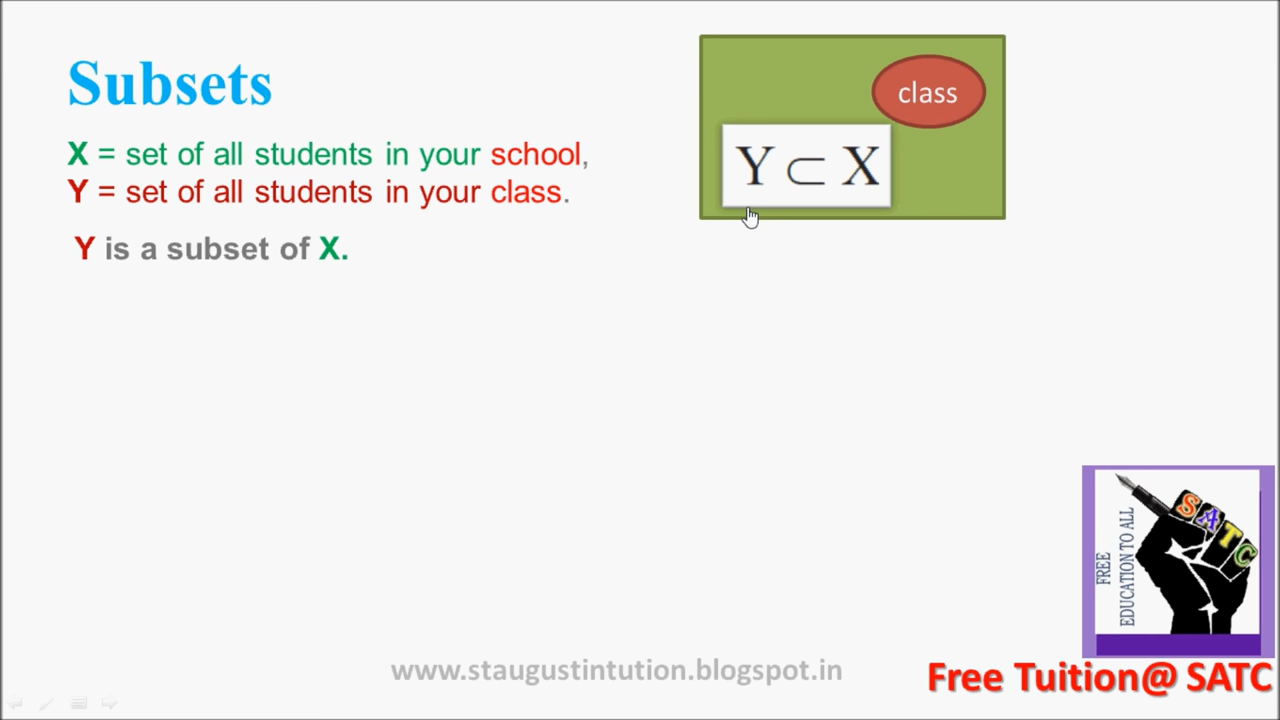 Subsets
X = set of all students in your school,
Y = set of all students in your class.
Y is a subset of X.
class
Y ⊂ X
FREE
EDUCATION TO ALL
SATC
www.staugustintution.blogspot.in
Free Tuition@ SATC